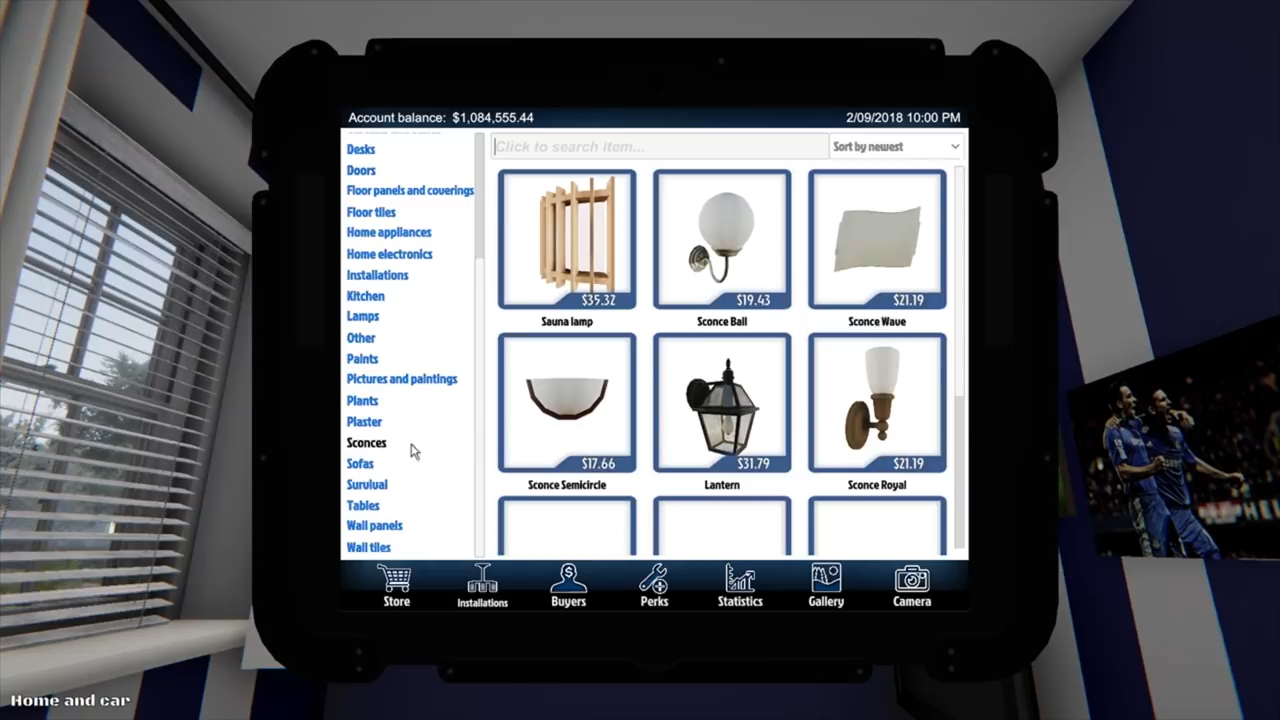 Account balance: $1,084,555.44
2/09/2018 10:00 PM
Desks
Doors
Floor panels and coverings
Floor tiles
Home appliances
Home electronics
Installations
Kitchen
Lamps
Other
Paints
Pictures and paintings
Plants
Plaster
Sconces
Sofas
Survival
Tables
Wall panels
Wall tiles
Click to search item...
Sort by newest
$35.32
$19.43
$21.19
Sauna lamp
Sconce Ball
Sconce Wave
$17.66
$31.79
$21.19
Sconce Semicircle
Lantern
Sconce Royal
Store
Installations
Buyers
Perks
Statistics
Gallery
Camera
Home and car